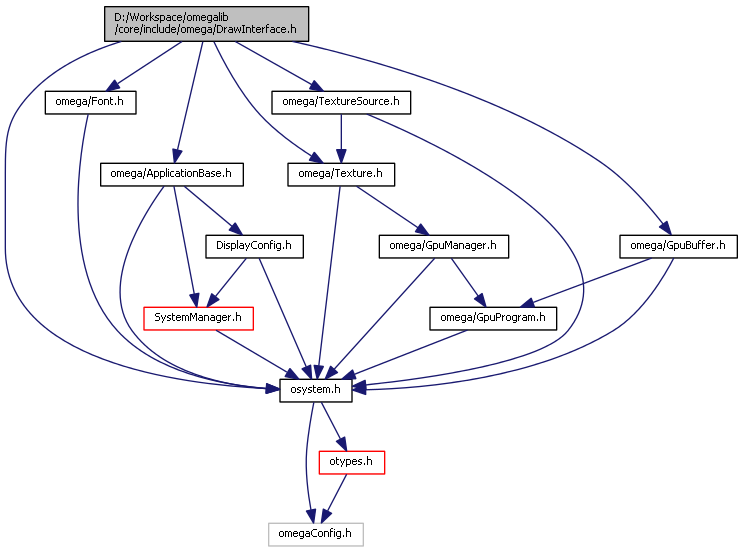 D:/Workspace/omegalib
/core/include/omega/DrawInterface.h
omega/Font.h
omega/TextureSource.h
omega/ApplicationBase.h
omega/Texture.h
DisplayConfig.h
omega/GpuManager.h
omega/GpuBuffer.h
SystemManager.h
omega/GpuProgram.h
osystem.h
otypes.h
omegaConfig.h